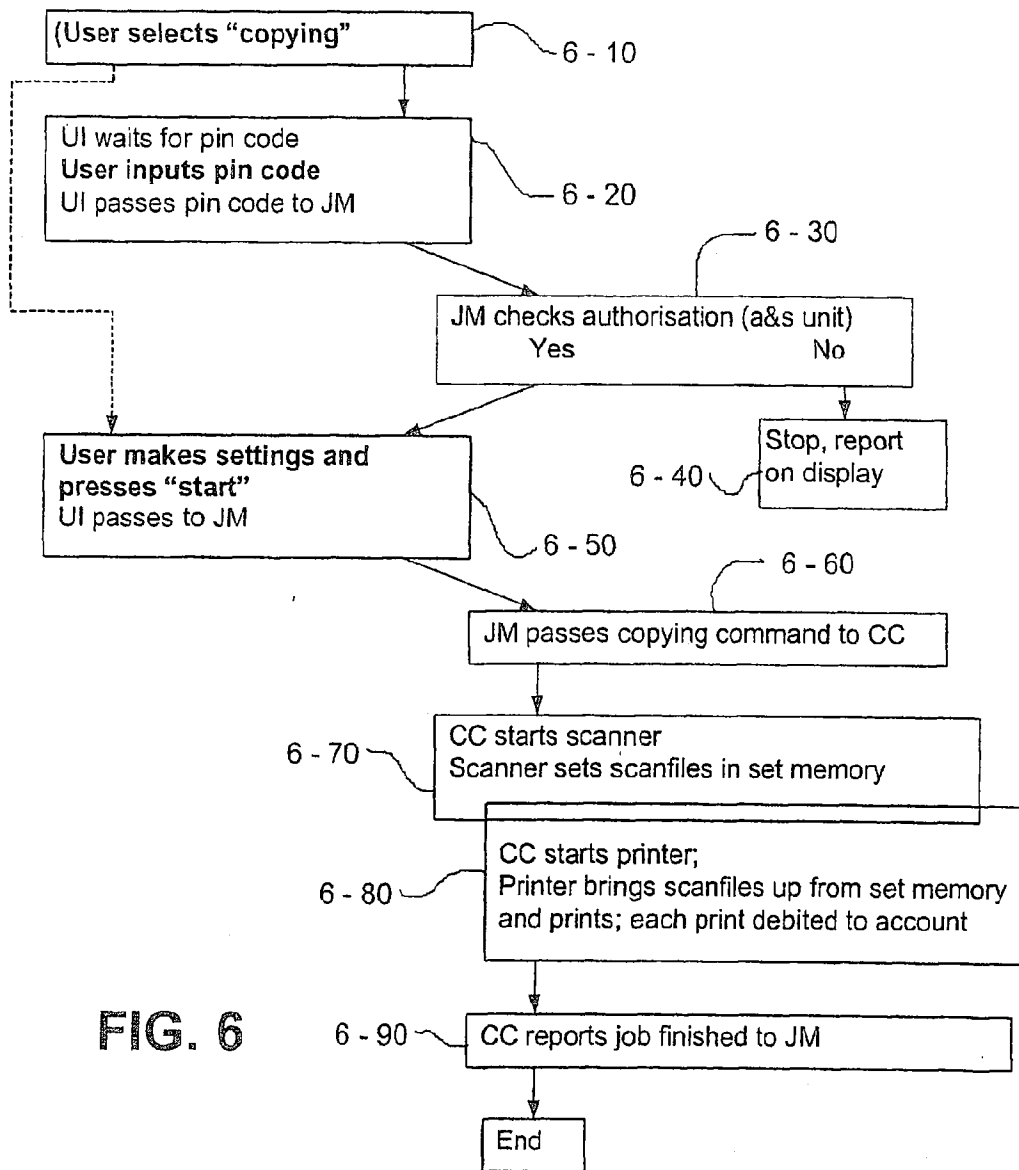 (User selects “copying”
6 - 10
UI waits for pin code
User inputs pin code
UI passes pin code to JM
6 - 20
6 - 30
JM checks authorisation (a&s unit)
Yes No
Stop, report
on display
6 - 40
User makes settings and
presses “start”
UI passes to JM
6 - 50
6 - 60
JM passes copying command to CC
CC starts scanner
Scanner sets scanfiles in set memory
6 - 70
CC starts printer;
Printer brings scanfiles up from set memory
and prints; each print debited to account
6 - 80
FIG. 6
6 - 90
CC reports job finished to JM
End